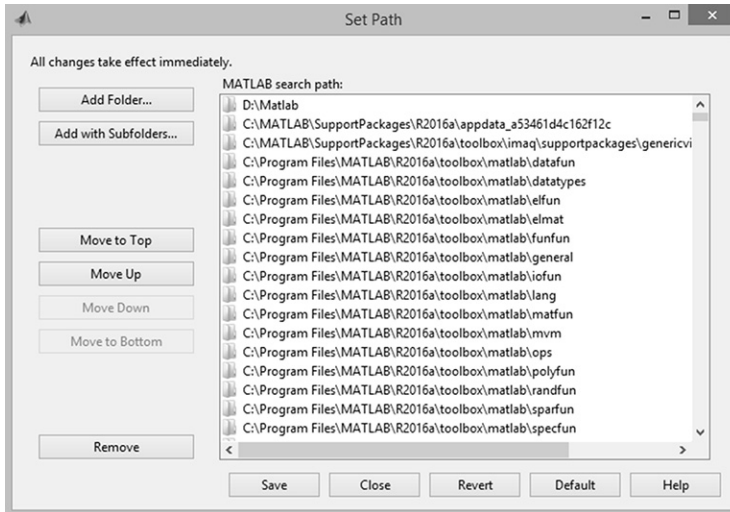 Set Path
All changes take effect immediately.
MATLAB search path:
Add Folder...
Add with Subfolders...
Move to Top
Move Up
Move Down
Move to Bottom
Remove
D:\Matlab
C:\MATLAB\SupportPackages\R2016a\appdata_a53461d4c162f12c
C:\MATLAB\SupportPackages\R2016a\toolbox\imaq\supportpackages\genericvi
C:\Program Files\MATLAB\R2016a\toolbox\matlab\datafun
C:\Program Files\MATLAB\R2016a\toolbox\matlab\datatypes
C:\Program Files\MATLAB\R2016a\toolbox\matlab\elfun
C:\Program Files\MATLAB\R2016a\toolbox\matlab\elmat
C:\Program Files\MATLAB\R2016a\toolbox\matlab\funfun
C:\Program Files\MATLAB\R2016a\toolbox\matlab\general
C:\Program Files\MATLAB\R2016a\toolbox\matlab\iofun
C:\Program Files\MATLAB\R2016a\toolbox\matlab\lang
C:\Program Files\MATLAB\R2016a\toolbox\matlab\matfun
C:\Program Files\MATLAB\R2016a\toolbox\matlab\mvm
C:\Program Files\MATLAB\R2016a\toolbox\matlab\ops
C:\Program Files\MATLAB\R2016a\toolbox\matlab\polyfun
C:\Program Files\MATLAB\R2016a\toolbox\matlab\randfun
C:\Program Files\MATLAB\R2016a\toolbox\matlab\sparfun
C:\Program Files\MATLAB\R2016a\toolbox\matlab\specfun
Save
Close
Revert
Default
Help